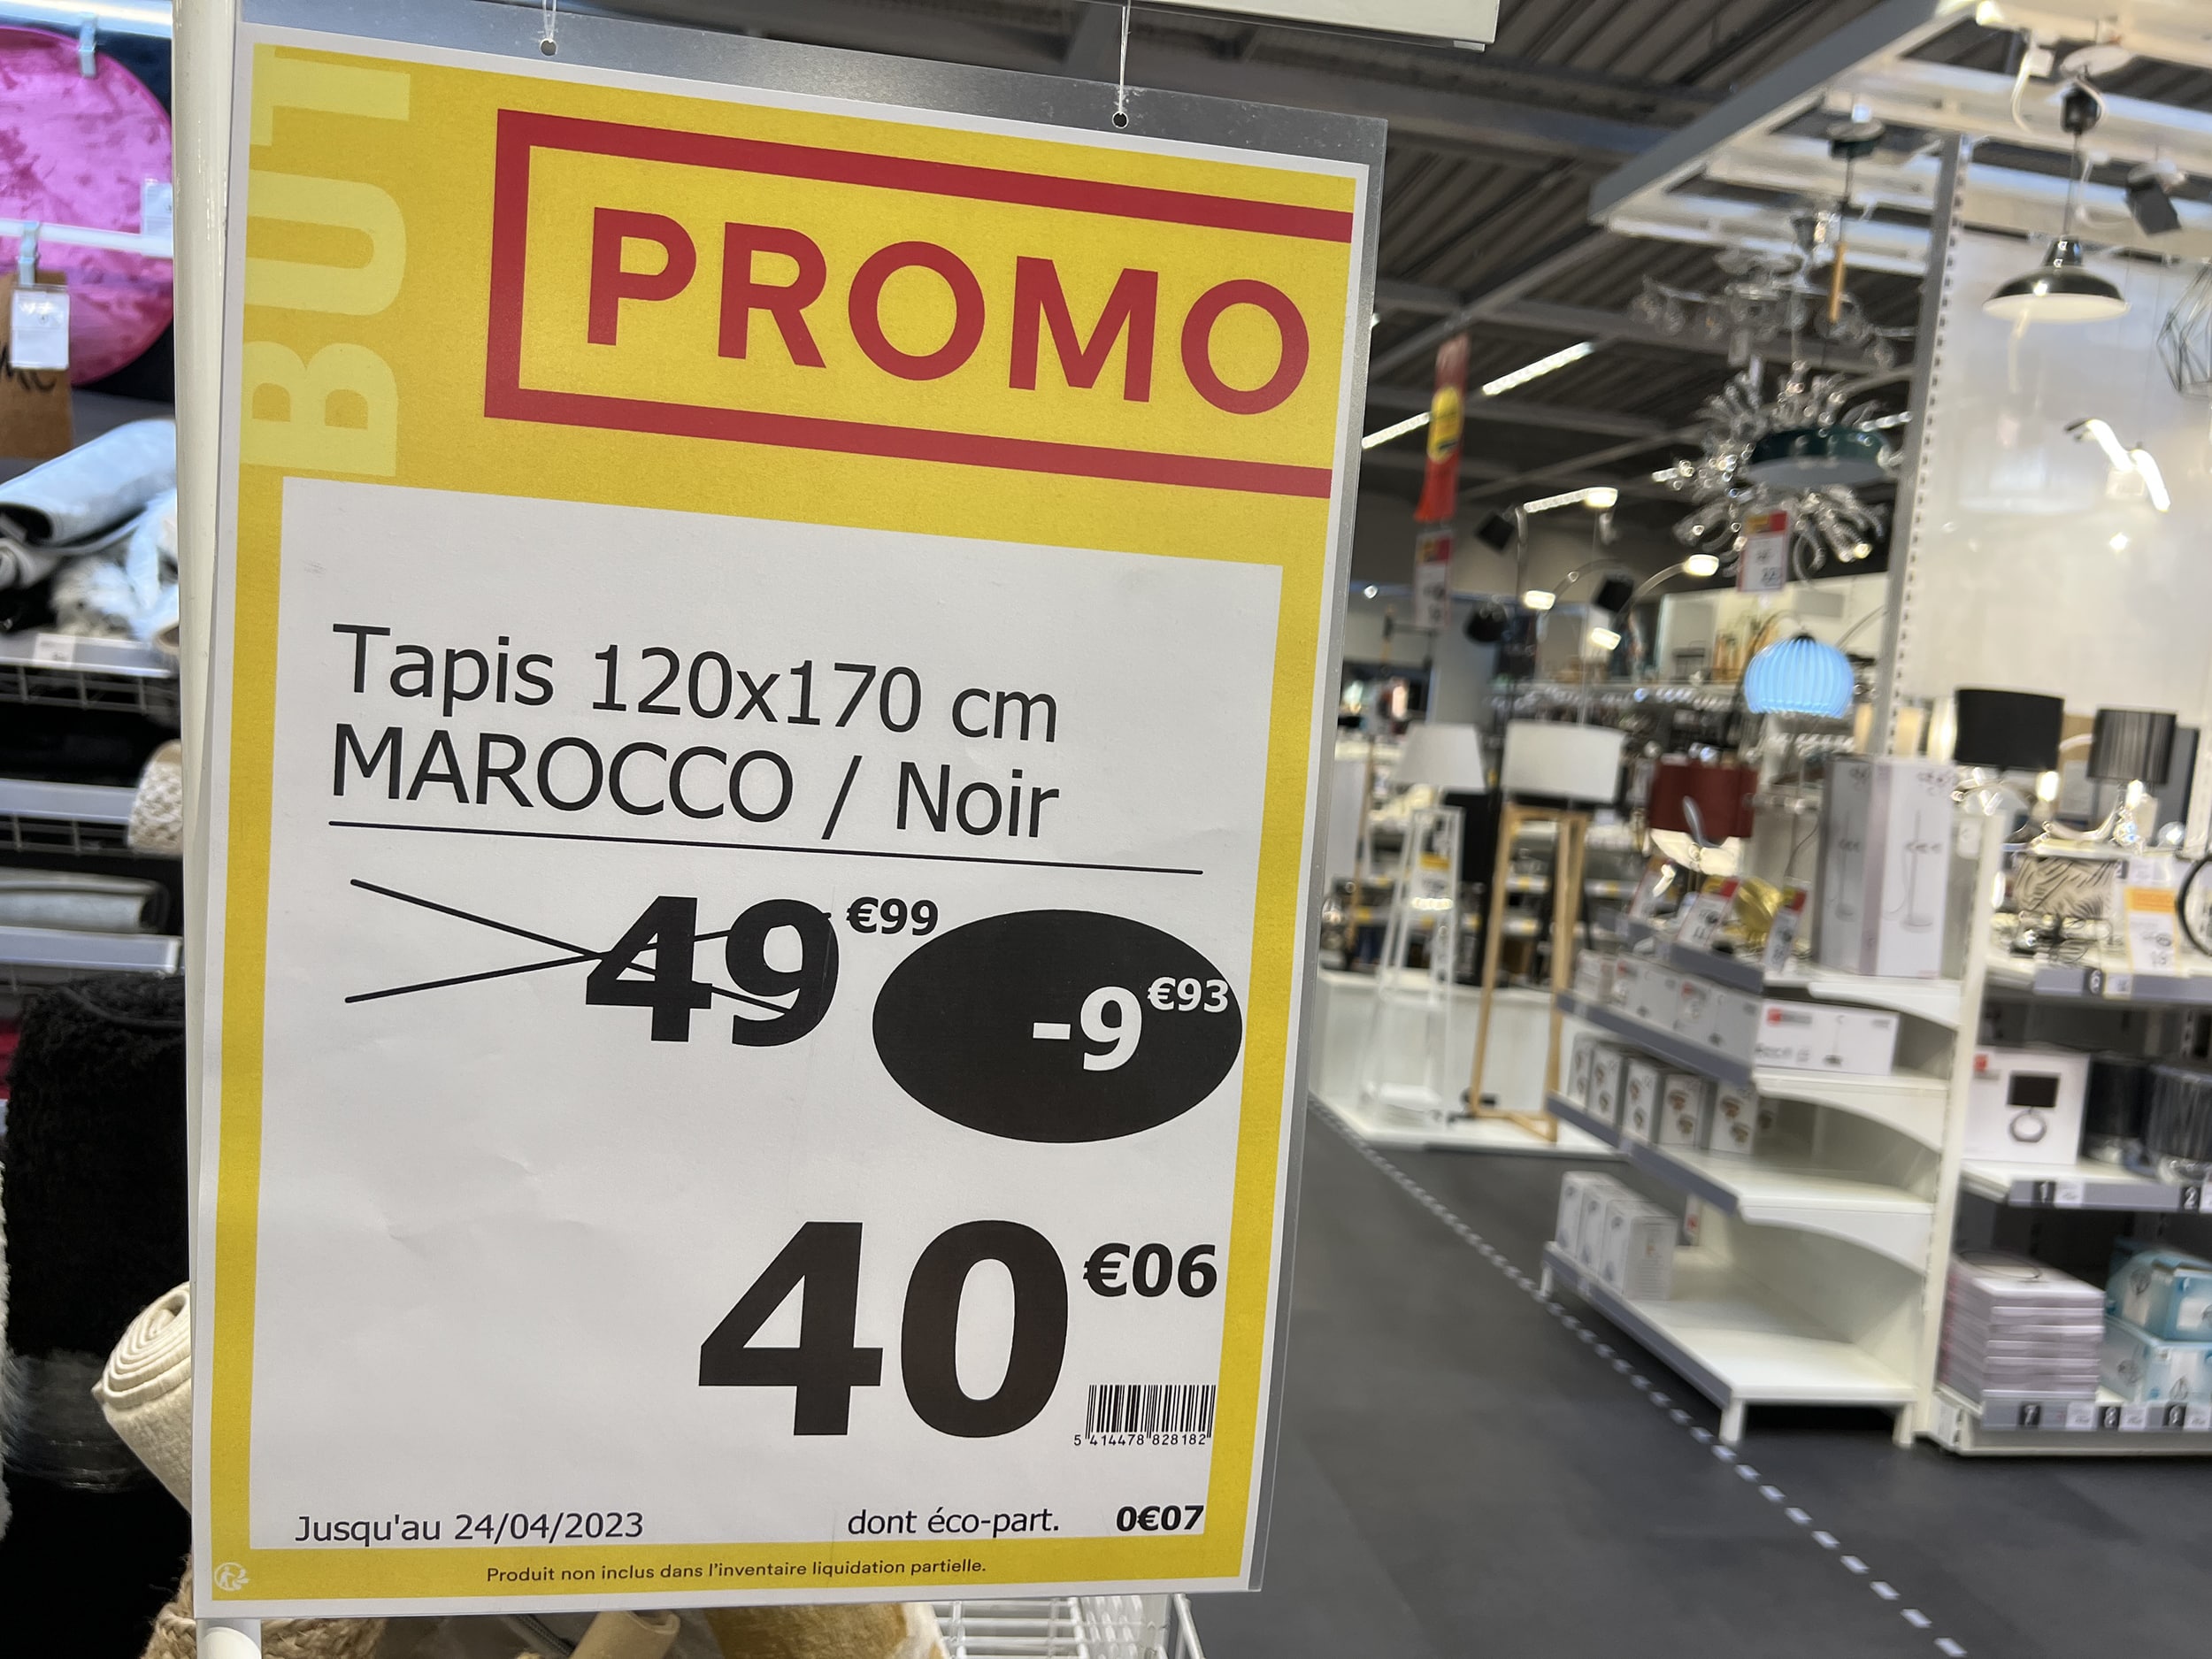 BUT
PROMO
Tapis 120x170 cm
MAROCCO / Noir
49€99
-9€93
40€06
5 414478 828182
Jusqu'au 24/04/2023 dont éco-part. 0€07
Produit non inclus dans l'inventaire liquidation partielle.